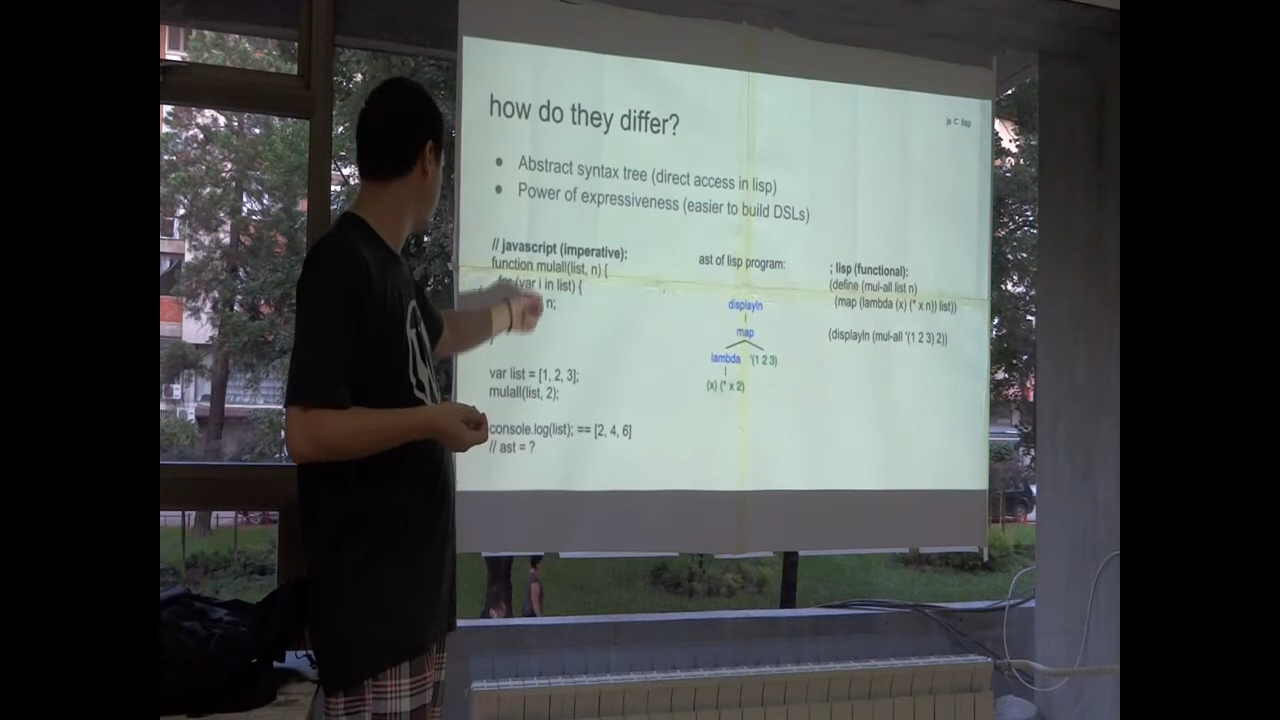 how do they differ?
js ⊂ lisp
● Abstract syntax tree (direct access in lisp)
● Power of expressiveness (easier to build DSLs)
// javascript (imperative):
function mulall(list, n) {
for (var i in list) {
n;
}
var list = [1, 2, 3];
mulall(list, 2);
console.log(list); == [2, 4, 6]
// ast = ?
ast of lisp program:
displayln
map
lambda '(1 2 3)
(x) (* x 2)
; lisp (functional):
(define (mul-all list n)
(map (lambda (x) (* x n)) list))
(displayln (mul-all '(1 2 3) 2))